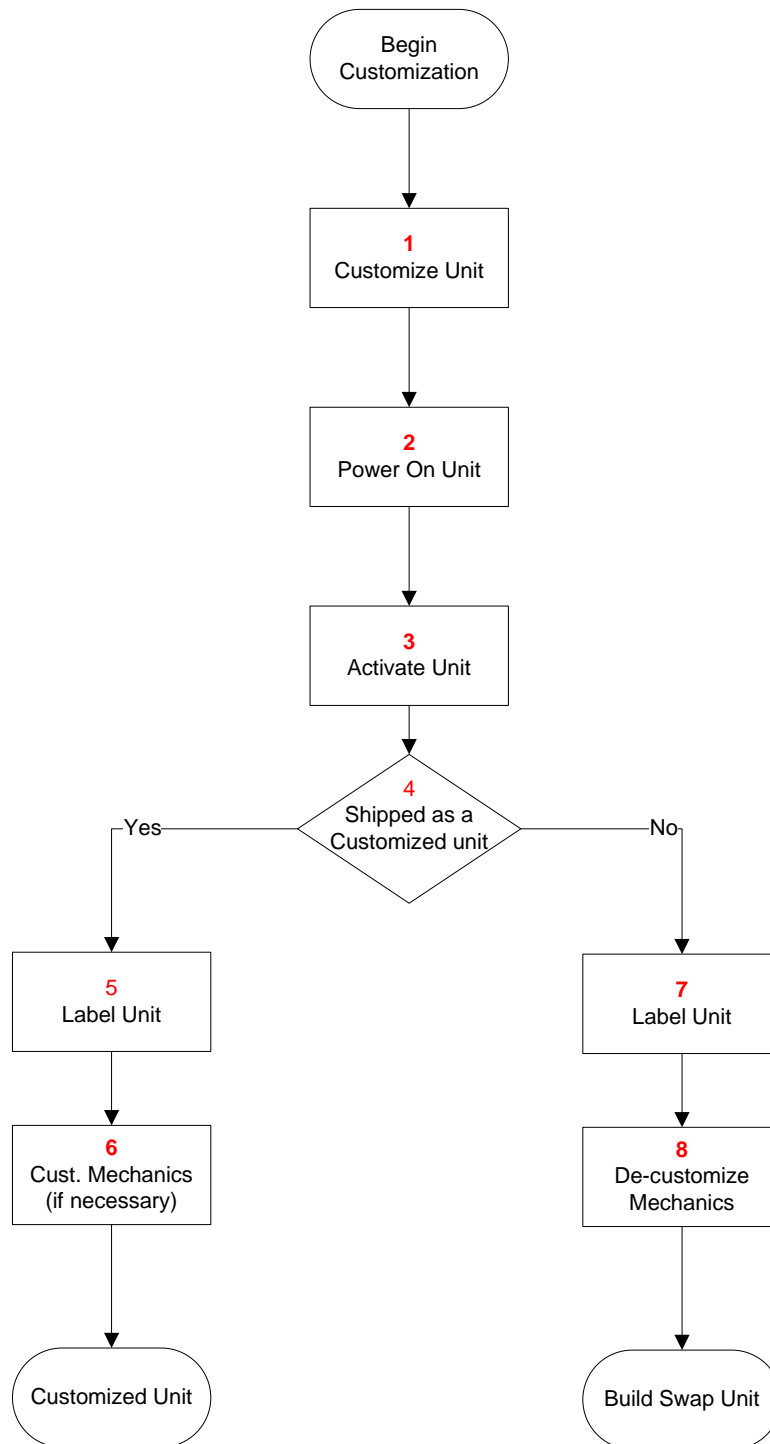 Begin
Customization
1
Customize Unit
2
Power On Unit
3
Activate Unit
4
Shipped as a
Customized unit
Yes
No
5
Label Unit
7
Label Unit
6
Cust. Mechanics
(if necessary)
8
De-customize
Mechanics
Customized Unit
Build Swap Unit